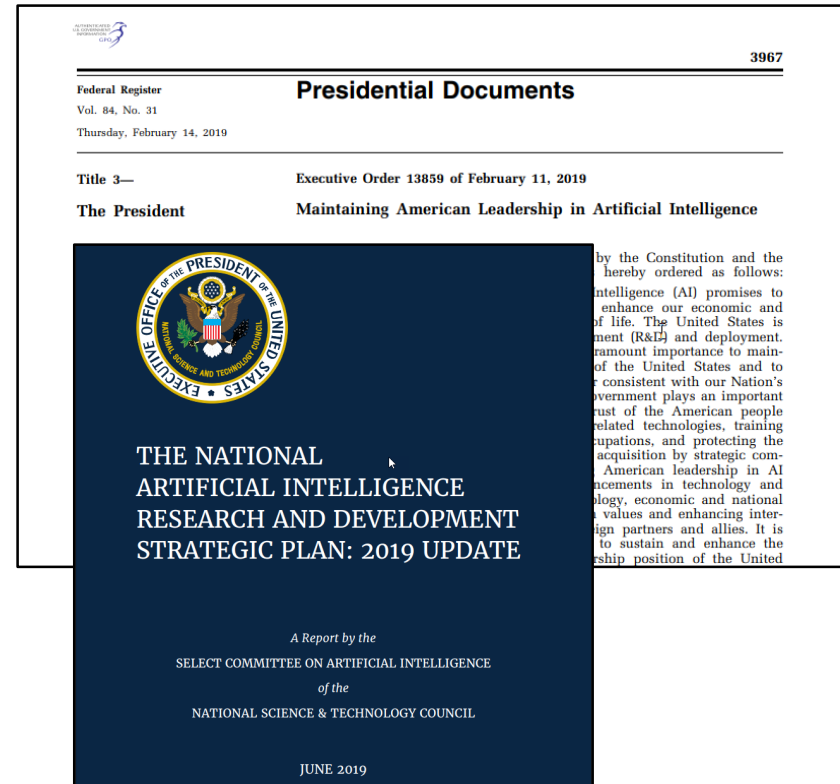 AUTHENTICATED
U.S. GOVERNMENT
INFORMATION
GPO
3967
Federal Register
Vol. 84, No. 31
Thursday, February 14, 2019
Presidential Documents
Title 3—
The President
Executive Order 13859 of February 11, 2019
Maintaining American Leadership in Artificial Intelligence
by the Constitution and the
hereby ordered as follows:
Intelligence (AI) promises to
enhance our economic and
of life. The United States is
ment (R&D) and deployment.
ramount importance to main-
of the United States and to
r consistent with our Nation's
overnment plays an important
rust of the American people
related technologies, training
cupations, and protecting the
acquisition by strategic com-
American leadership in AI
ncements in technology and
ology, economic and national
values and enhancing inter-
eign partners and allies. It is
to sustain and enhance the
rship position of the United
EXECUTIVE OFFICE OF THE PRESIDENT OF THE UNITED STATES
NATIONAL SCIENCE AND TECHNOLOGY COUNCIL
THE NATIONAL
ARTIFICIAL INTELLIGENCE
RESEARCH AND DEVELOPMENT
STRATEGIC PLAN: 2019 UPDATE
A Report by the
SELECT COMMITTEE ON ARTIFICIAL INTELLIGENCE
of the
NATIONAL SCIENCE & TECHNOLOGY COUNCIL
JUNE 2019